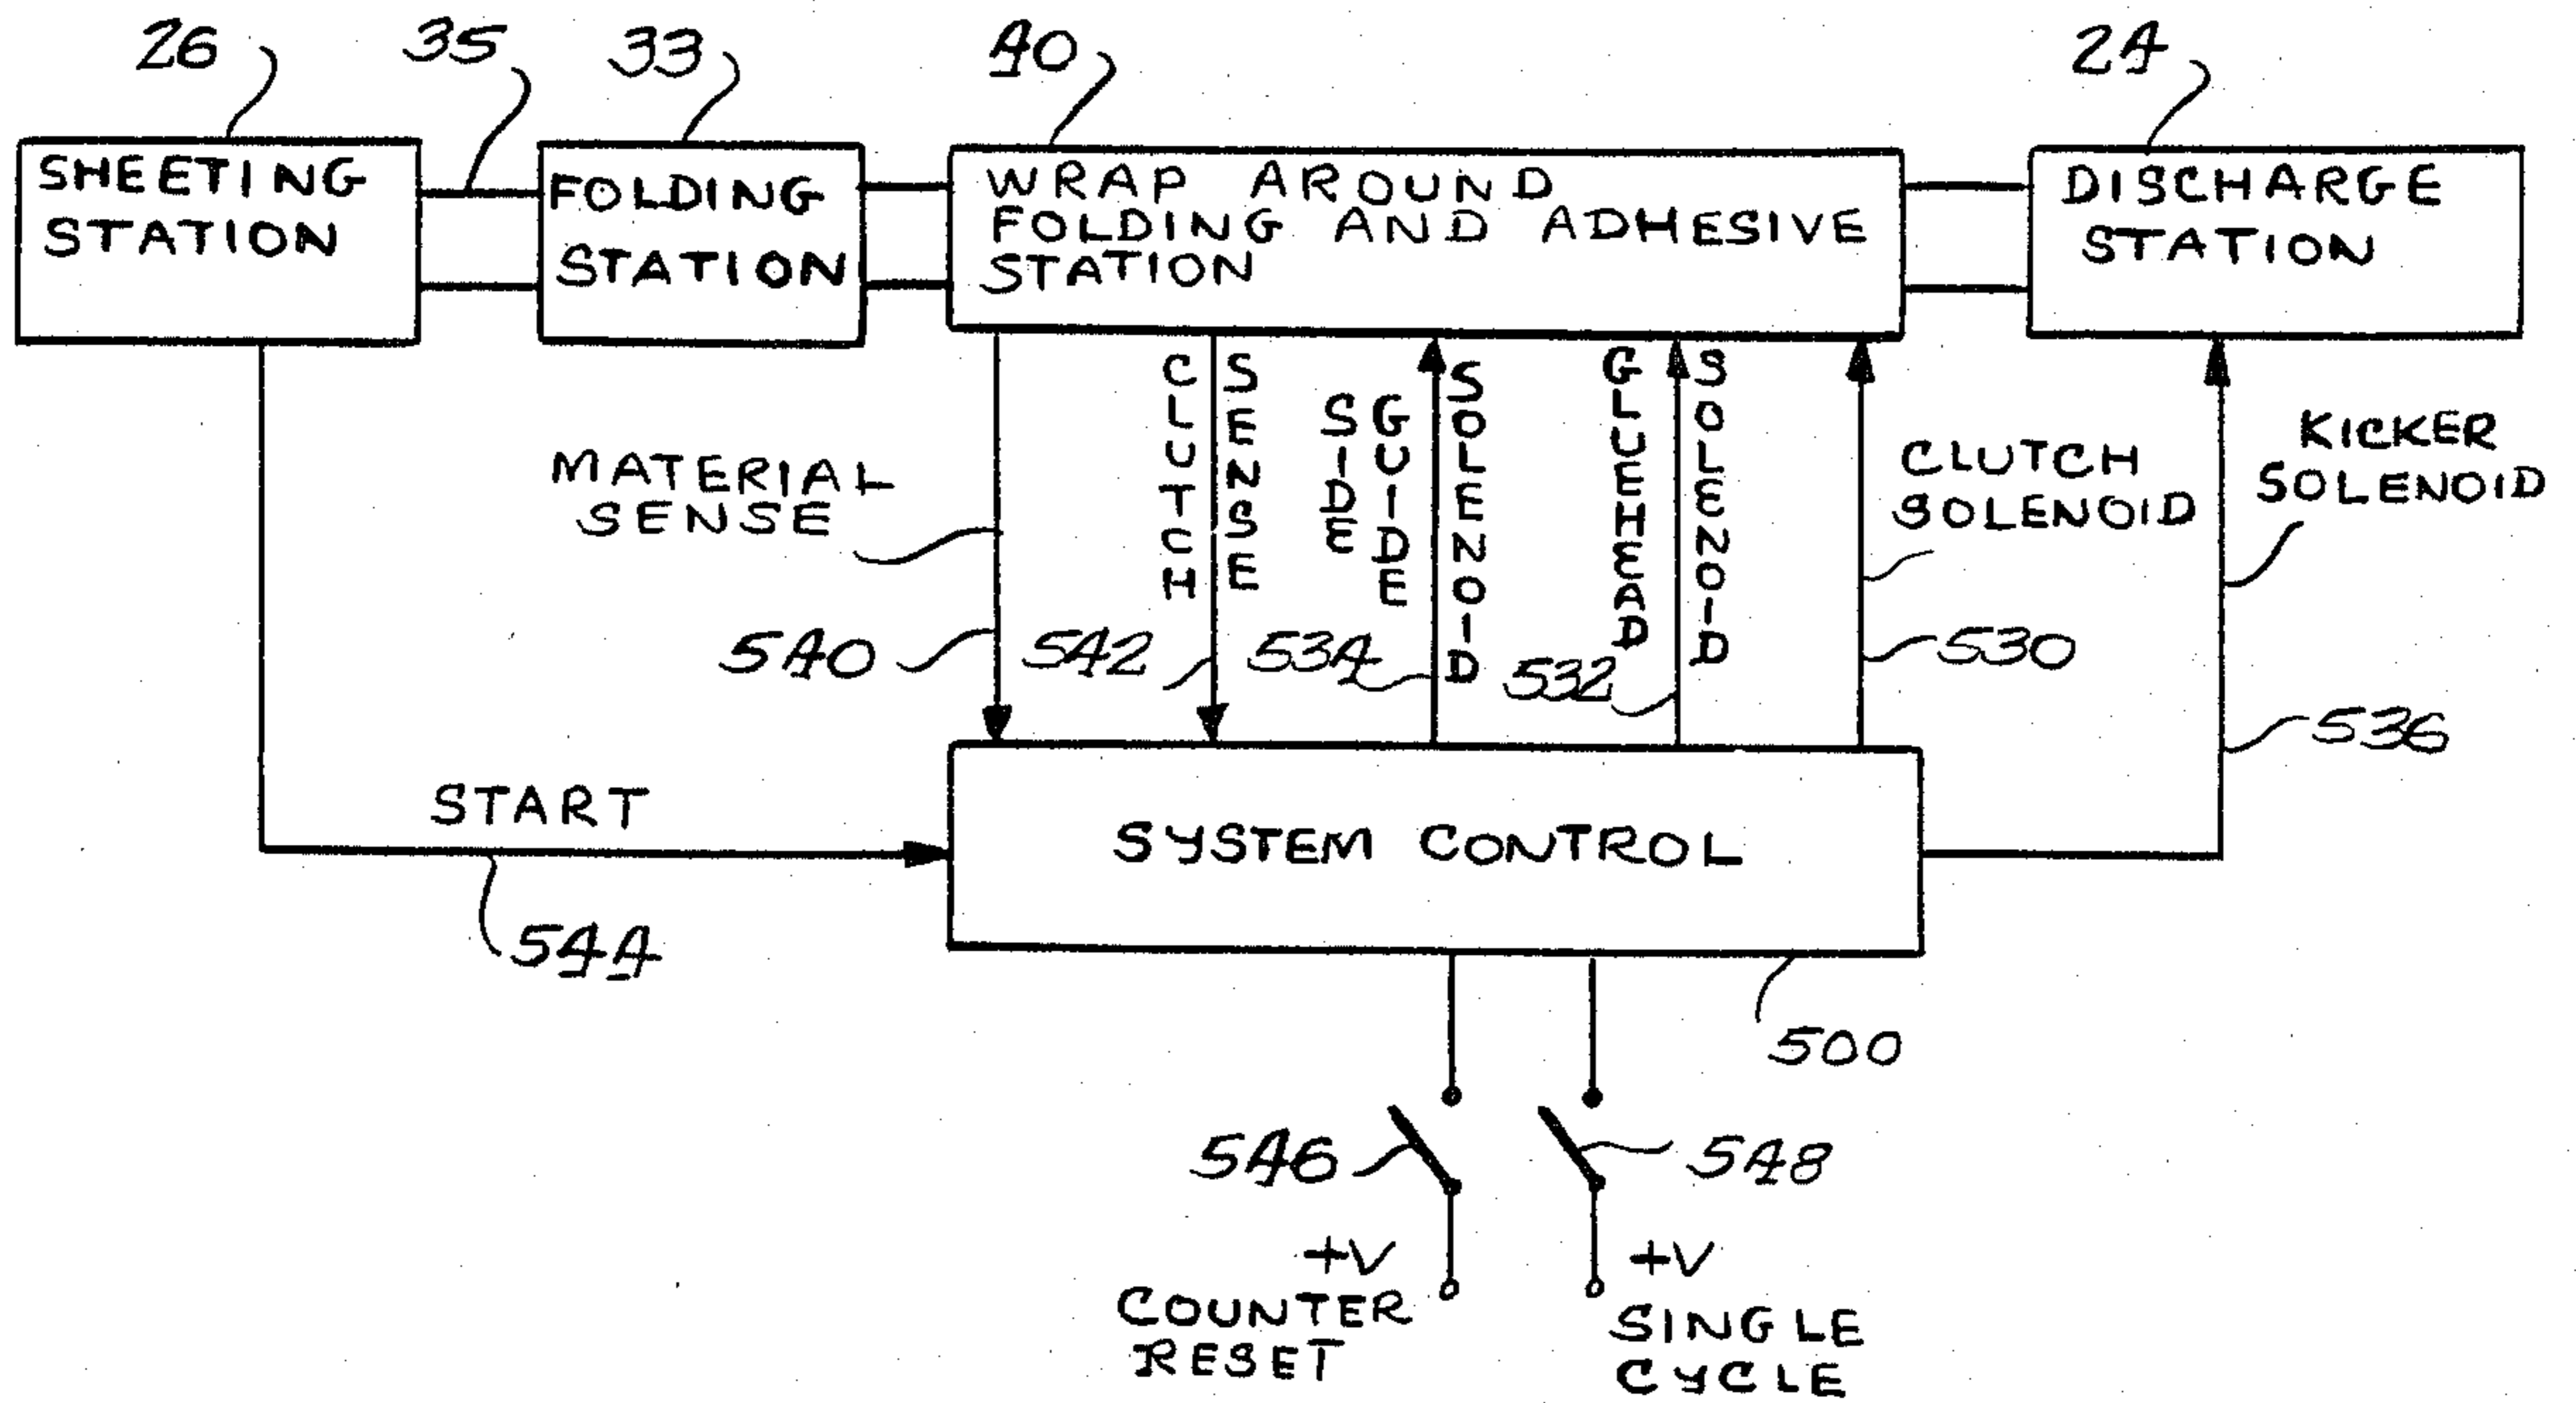 26
35
33
40
24
SHEETING
STATION
FOLDING
STATION
WRAP AROUND
FOLDING AND ADHESIVE
STATION
DISCHARGE
STATION
MATERIAL
SENSE
CLUTCH
SENSE
SIDE
GUIDE
SOLENOID
GLUEHEAD
SOLENOID
CLUTCH
SOLENOID
KICKER
SOLENOID
540
542
534
532
530
536
START
544
SYSTEM CONTROL
500
546
548
+V
COUNTER
RESET
+V
SINGLE
CYCLE